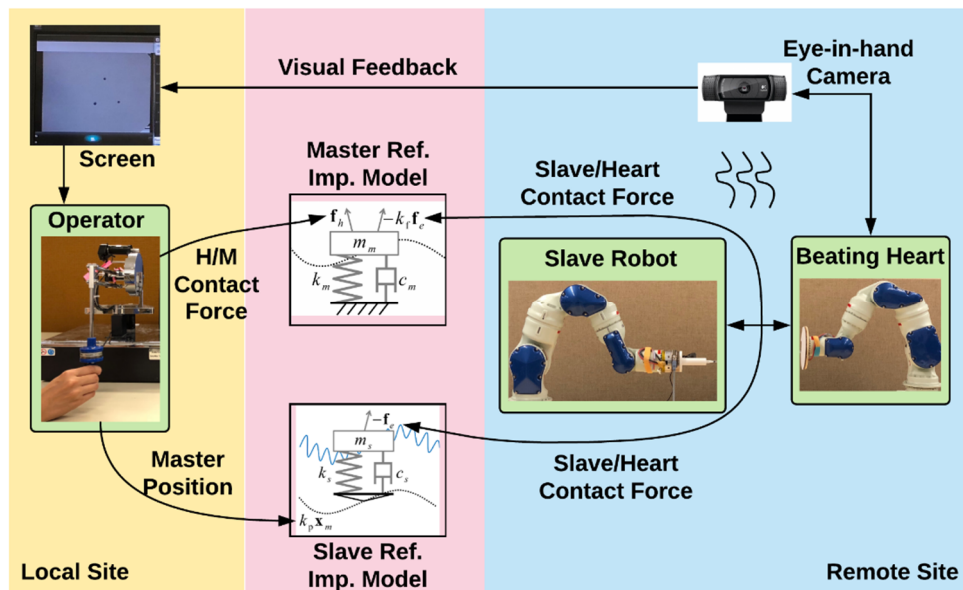 Visual Feedback
Eye-in-hand
Camera
Screen
Master Ref.
Imp. Model
Slave/Heart
Contact Force
Operator
f_h
-k_f f_e
m_m
k_m
c_m
H/M
Contact
Force
Slave Robot
Beating Heart
-f_e
m_s
k_s
c_s
Master
Position
k_p x_m
Slave/Heart
Contact Force
Slave Ref.
Imp. Model
Local Site
Remote Site